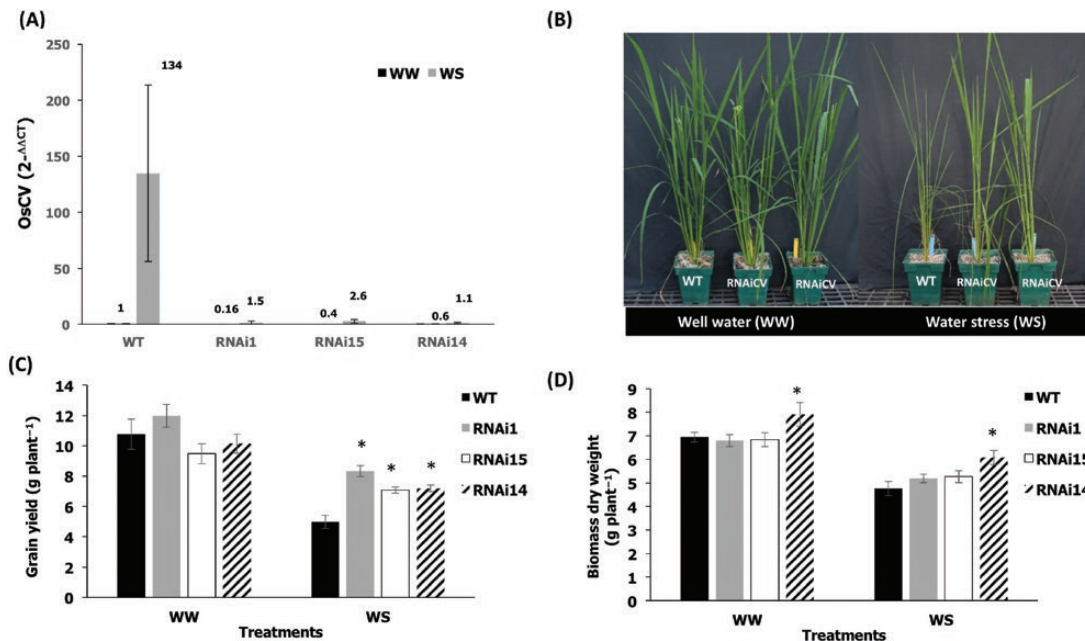 (A)
250
200
150
100
50
0
OsCV (2-ΔΔCT)
WW WS
134
1
0.16
1.5
0.4
2.6
0.6
1.1
WT RNAi1 RNAi15 RNAi14
(B)
WT RNAiCV RNAiCV WT RNAiCV RNAiCV
Well water (WW) Water stress (WS)
(C)
14
12
10
8
6
4
2
0
Grain yield (g plant⁻¹)
* * *
WW WS
Treatments
WT
RNAi1
RNAi15
RNAi14
(D)
9
8
7
6
5
4
3
2
1
0
Biomass dry weight
(g plant⁻¹)
* *
WW WS
Treatments
WT
RNAi1
RNAi15
RNAi14